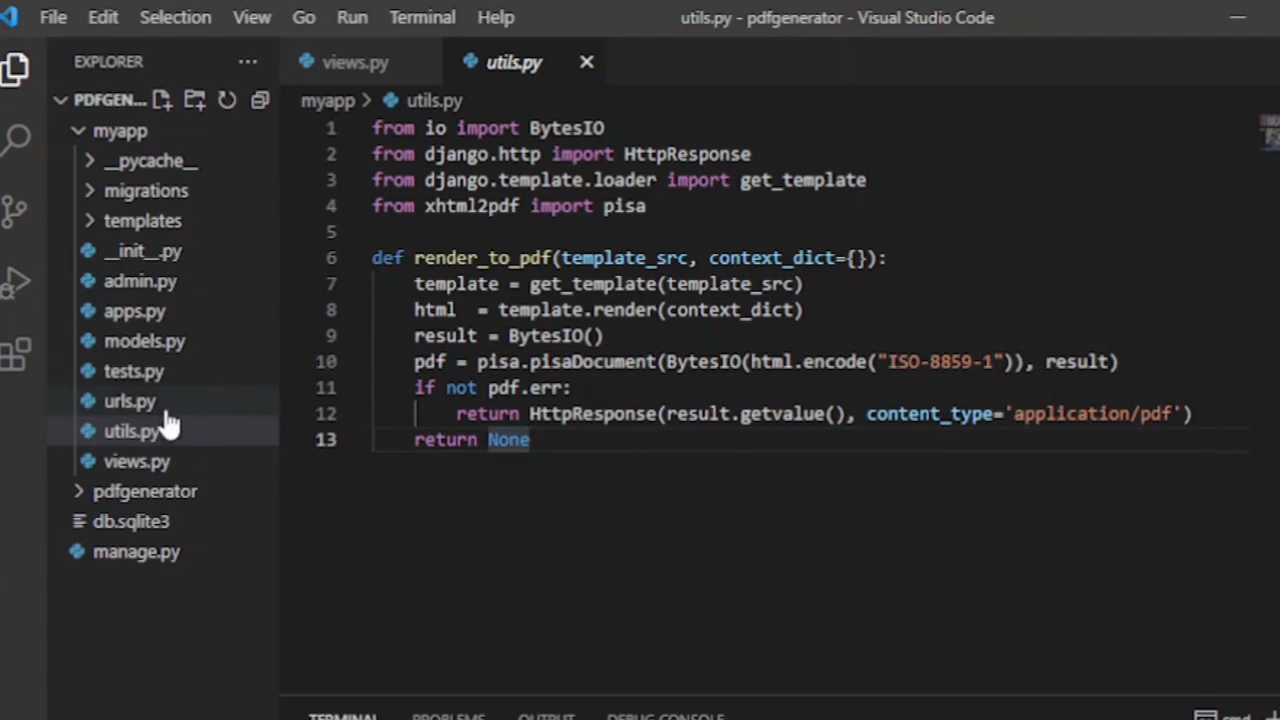 File Edit Selection View Go Run Terminal Help utils.py - pdfgenerator - Visual Studio Code
EXPLORER
views.py
utils.py
PDFGEN...
myapp > utils.py
myapp
__pycache__
migrations
templates
__init__.py
admin.py
apps.py
models.py
tests.py
urls.py
utils.py
views.py
pdfgenerator
db.sqlite3
manage.py
1 from io import BytesIO
2 from django.http import HttpResponse
3 from django.template.loader import get_template
4 from xhtml2pdf import pisa
5
6 def render_to_pdf(template_src, context_dict={}):
7 template = get_template(template_src)
8 html  = template.render(context_dict)
9 result = BytesIO()
10 pdf = pisa.pisaDocument(BytesIO(html.encode("ISO-8859-1")), result)
11 if not pdf.err:
12 return HttpResponse(result.getvalue(), content_type='application/pdf')
13 return None
TERMINAL PROBLEMS OUTPUT DEBUG CONSOLE cmd